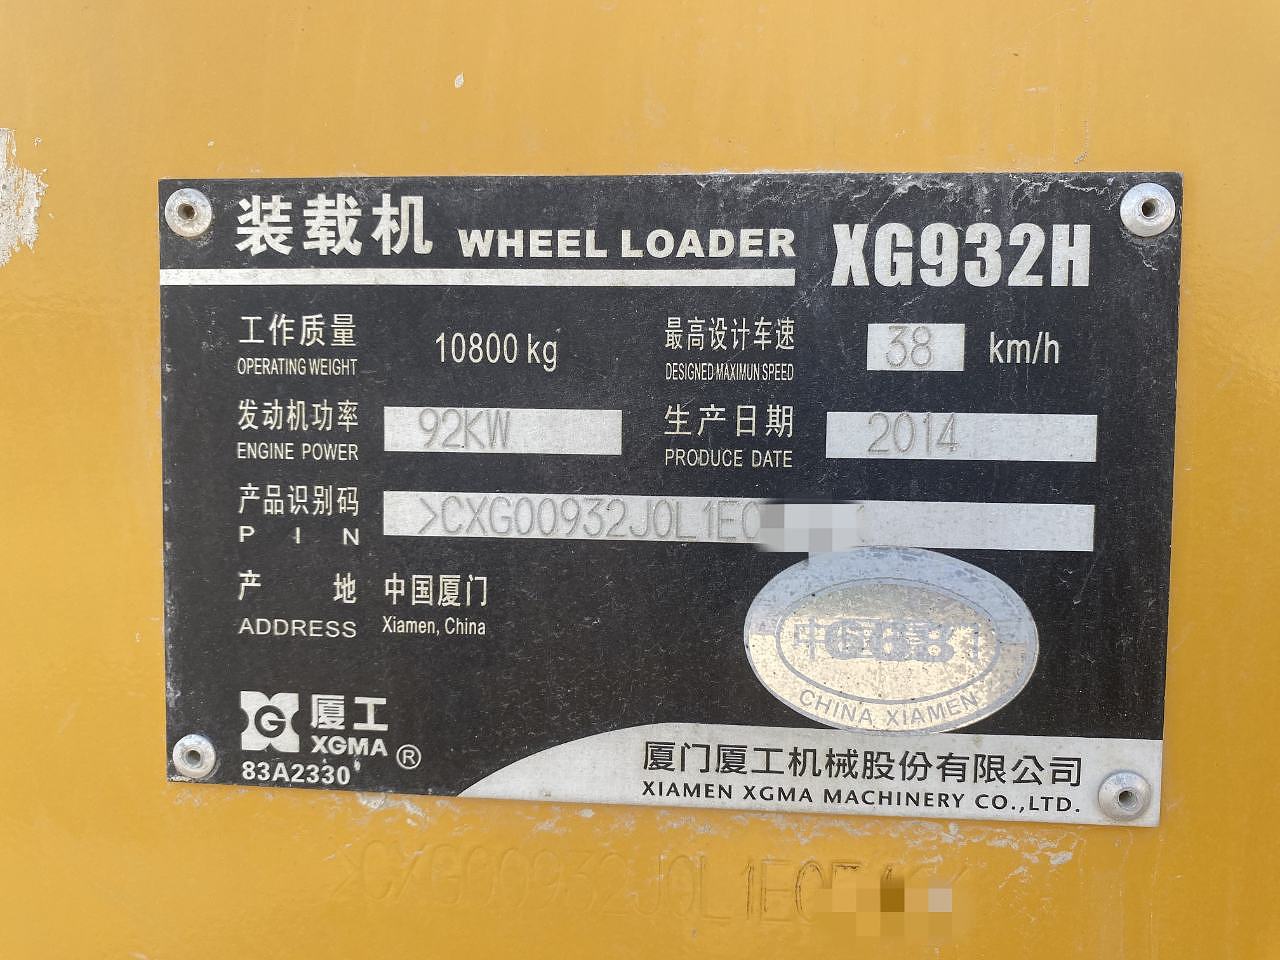 装载机 WHEEL LOADER XG932H
工作质量 10800 kg 最高设计车速 38 km/h
OPERATING WEIGHT DESIGNED MAXIMUN SPEED
发动机功率 92KW 生产日期 2014
ENGINE POWER PRODUCE DATE
产品识别码 >CXG00932J0L1E0
PIN
产地 中国厦门
ADDRESS Xiamen, China
CHINA XIAMEN
厦工
XGMA ®
83A2330
厦门厦工机械股份有限公司
XIAMEN XGMA MACHINERY CO.,LTD.
>CXG00932J0L1E0